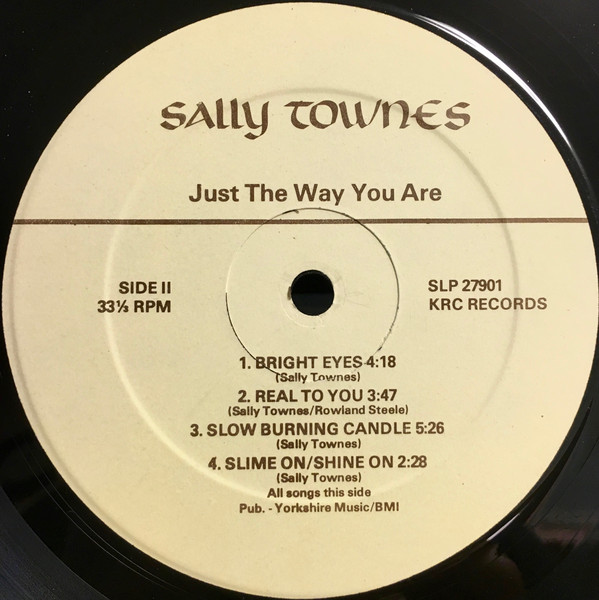 Sally Townes
Just The Way You Are
SIDE II
33⅓ RPM
SLP 27901
KRC RECORDS
1. BRIGHT EYES 4:18
(Sally Townes)
2. REAL TO YOU 3:47
(Sally Townes/Rowland Steele)
3. SLOW BURNING CANDLE 5:26
(Sally Townes)
4. SLIME ON/SHINE ON 2:28
(Sally Townes)
All songs this side
Pub. - Yorkshire Music/BMI